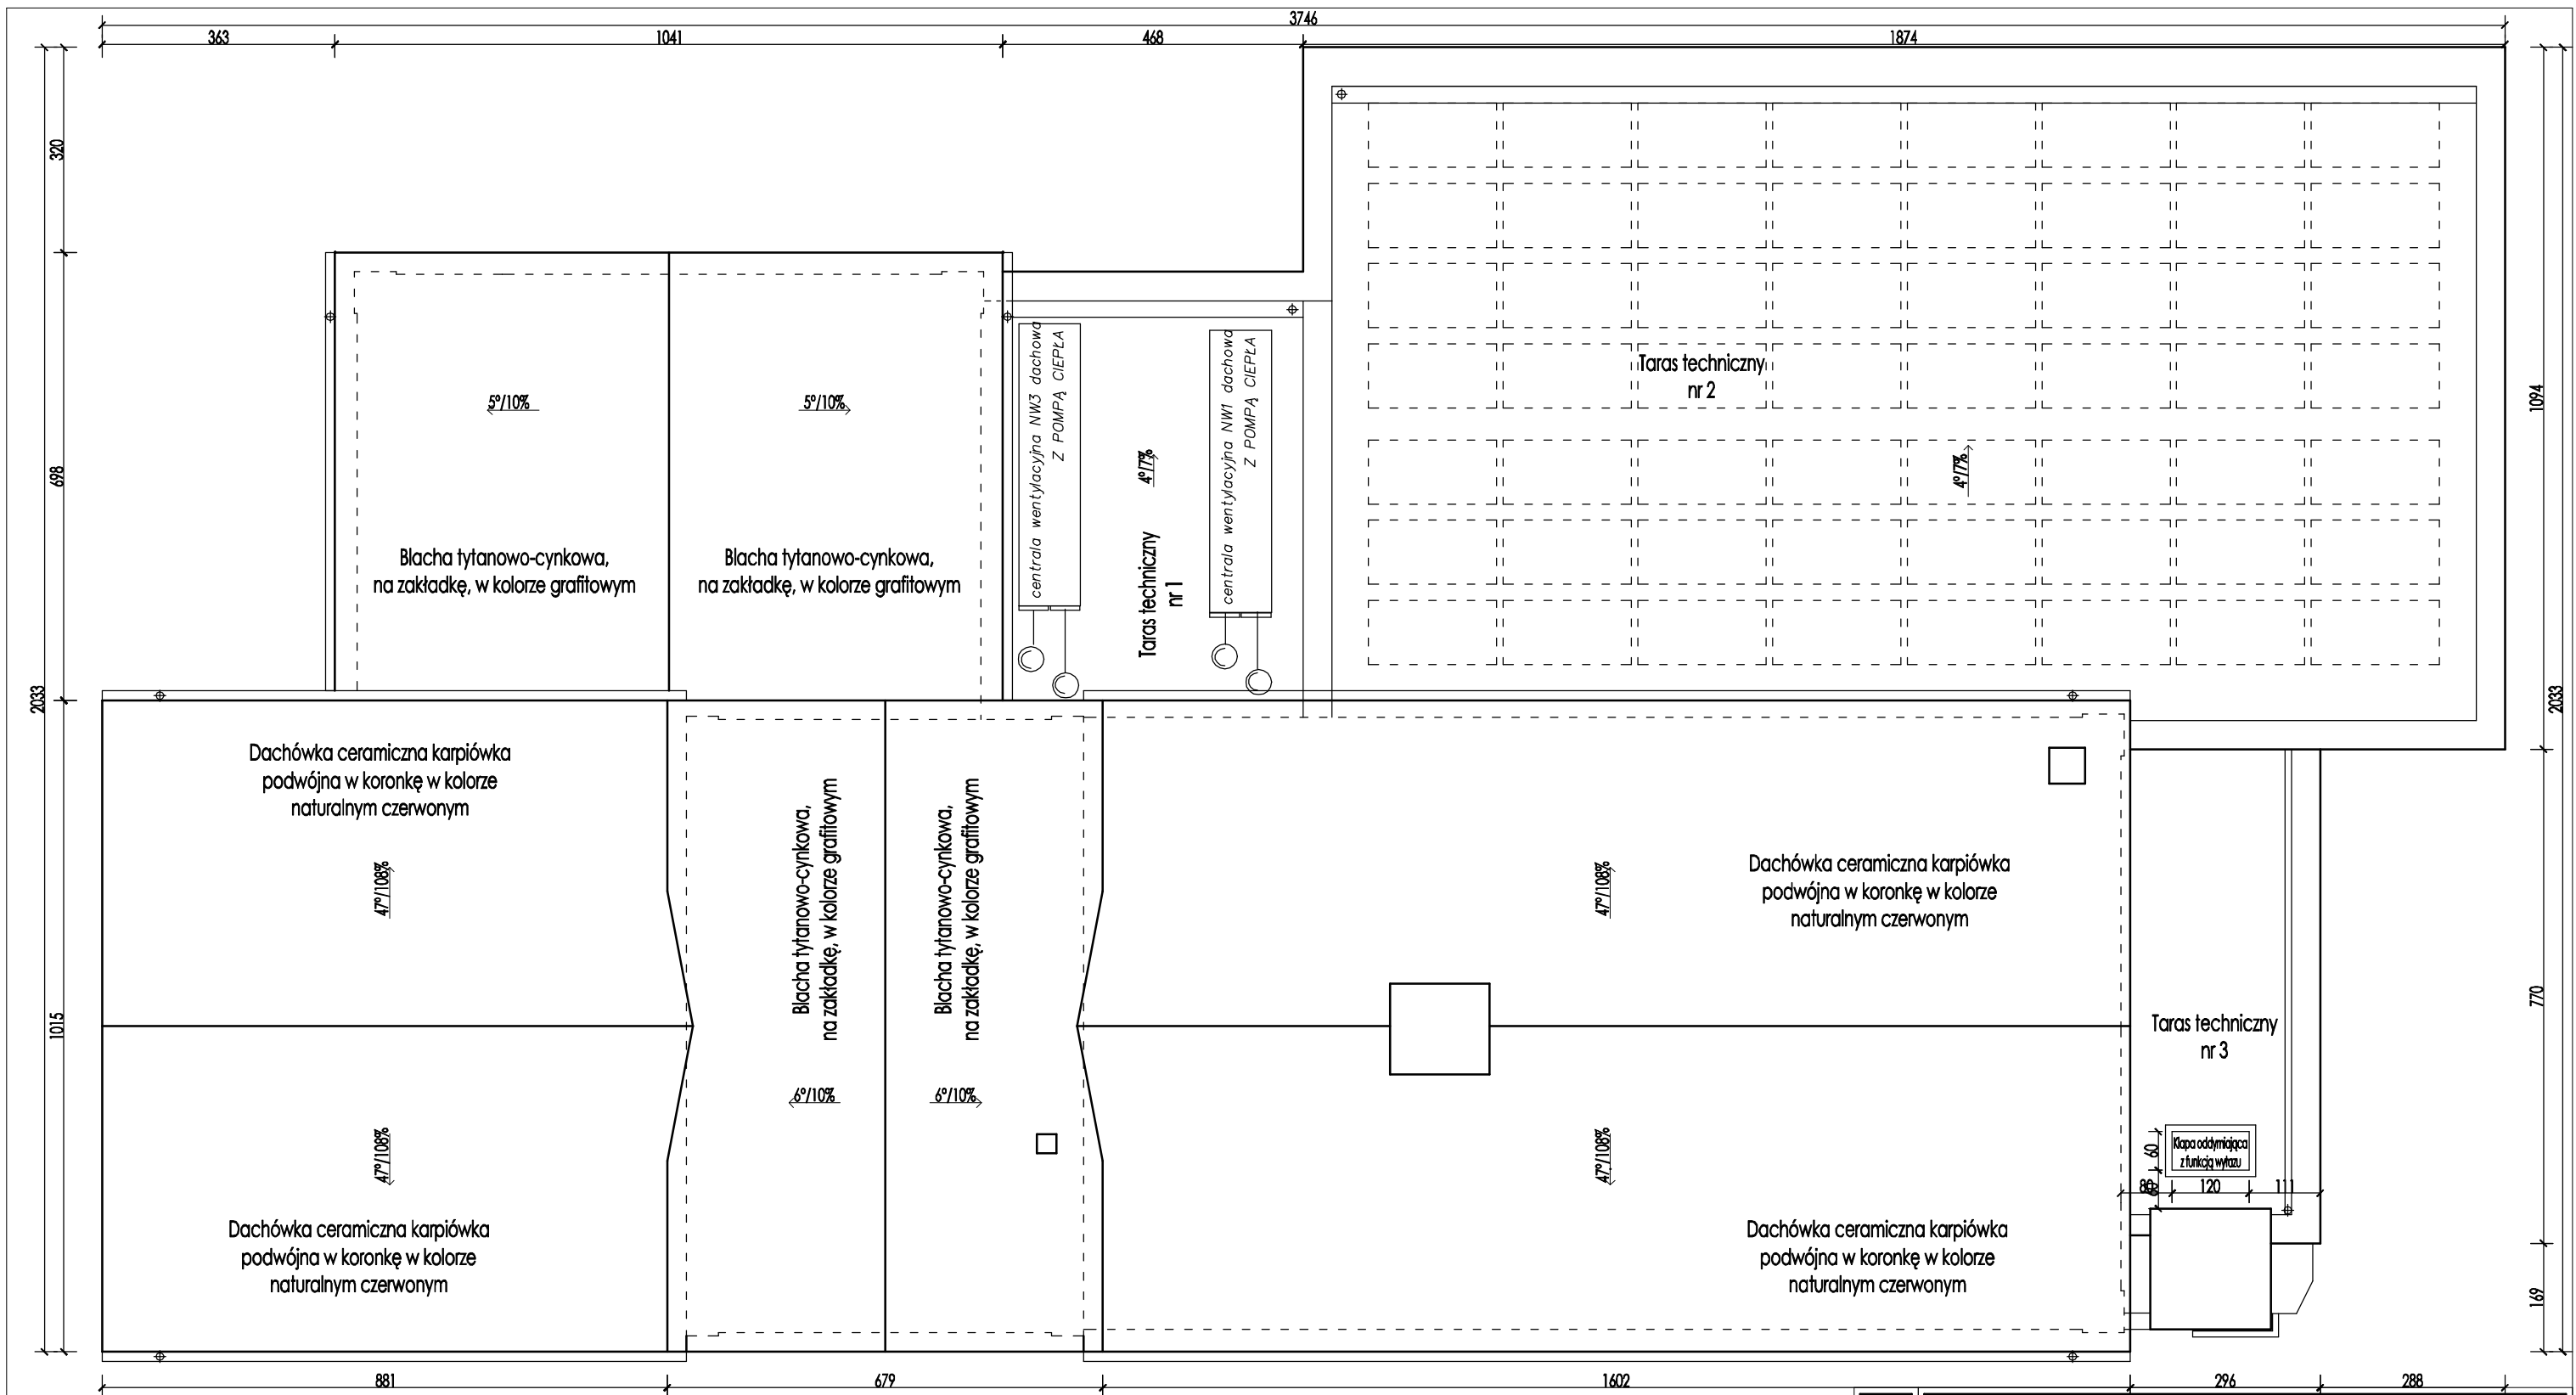 3746
363
1041
468
1874
320
698
1015
2033
1094
770
169
2033
5°/10%
5°/10%
Blacha tytanowo-cynkowa,
na zakładkę, w kolorze grafitowym
Blacha tytanowo-cynkowa,
na zakładkę, w kolorze grafitowym
centrala wentylacyjna NW3 dachowa
Z POMPĄ CIEPŁA
4°/7%
Taras techniczny
nr 1
centrala wentylacyjna NW1 dachowa
Z POMPĄ CIEPŁA
Taras techniczny
nr 2
4°/7%
Dachówka ceramiczna karpiówka
podwójna w koronkę w kolorze
naturalnym czerwonym
47°/108%
47°/108%
Dachówka ceramiczna karpiówka
podwójna w koronkę w kolorze
naturalnym czerwonym
Blacha tytanowo-cynkowa,
na zakładkę, w kolorze grafitowym
Blacha tytanowo-cynkowa,
na zakładkę, w kolorze grafitowym
6°/10%
6°/10%
47°/108%
Dachówka ceramiczna karpiówka
podwójna w koronkę w kolorze
naturalnym czerwonym
47°/108%
Dachówka ceramiczna karpiówka
podwójna w koronkę w kolorze
naturalnym czerwonym
Taras techniczny
nr 3
Klapa oddymiająca
z funkcją wyłazu
60
120
111
881
679
1602
296
288